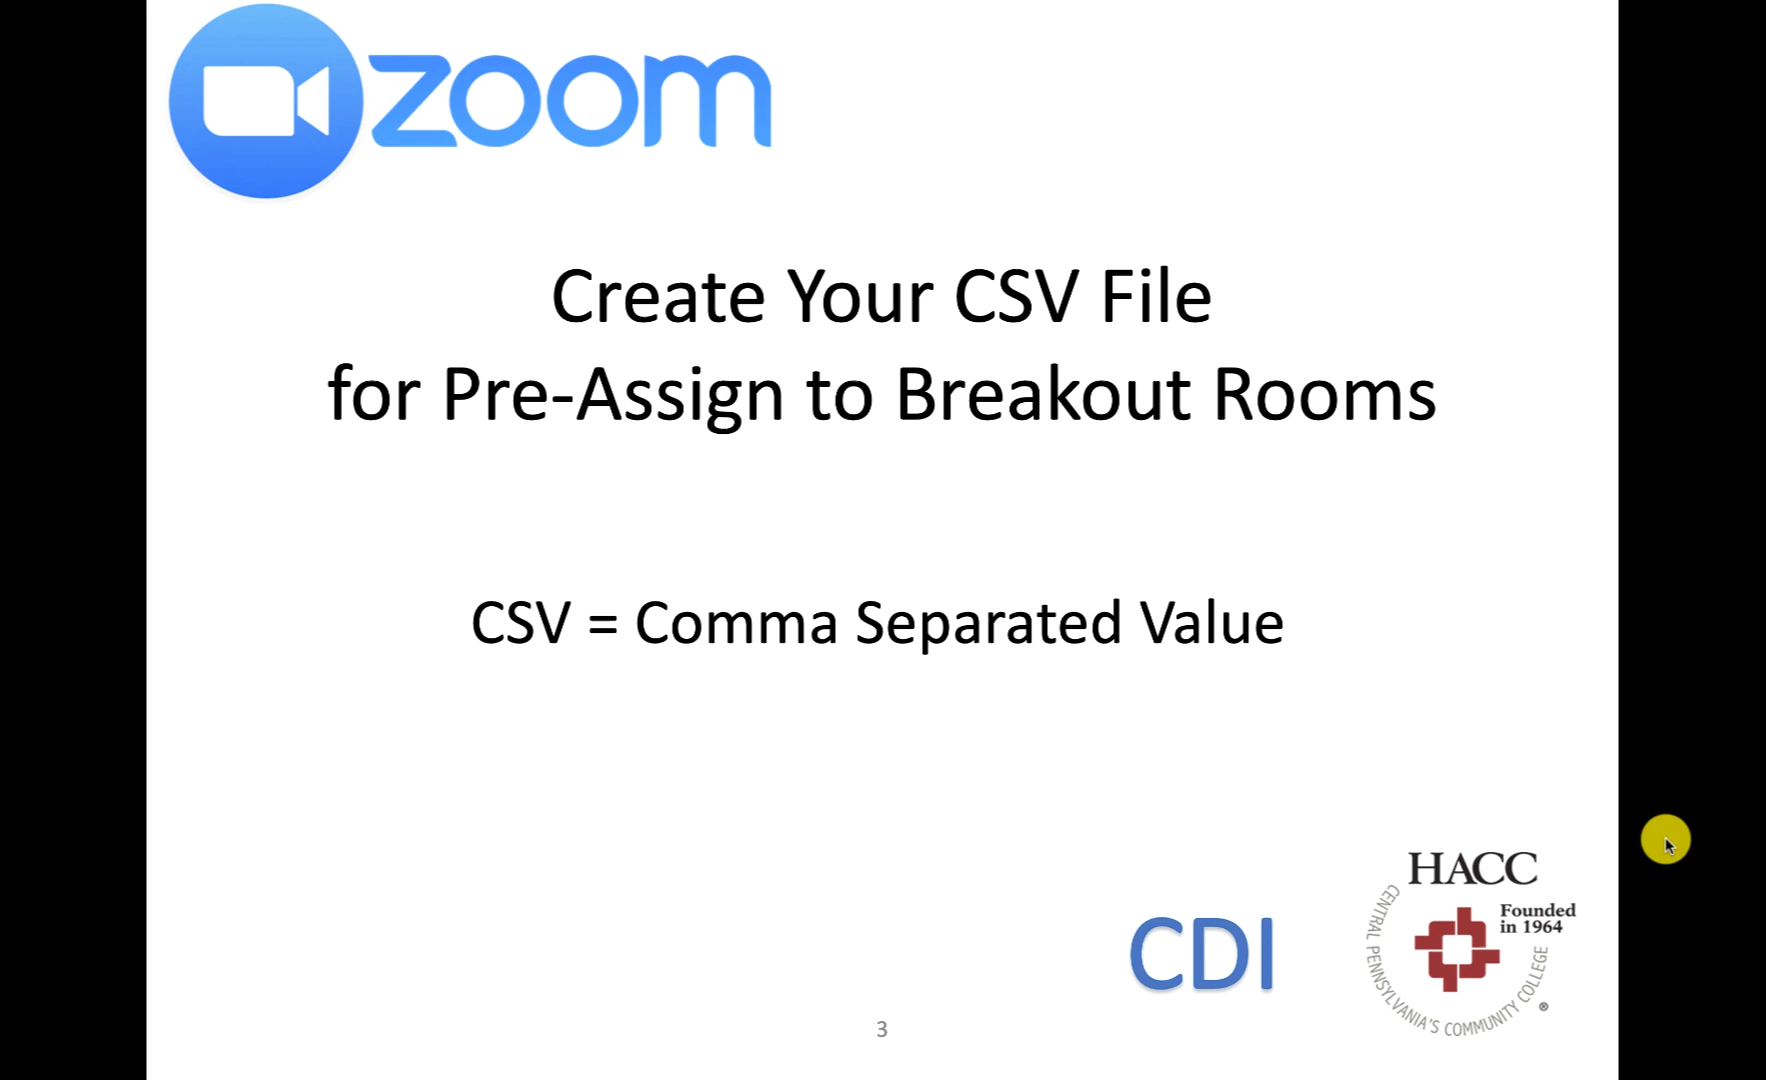 zoom
Create Your CSV File
for Pre-Assign to Breakout Rooms
CSV = Comma Separated Value
CDI
HACC
Founded
in 1964
CENTRAL PENNSYLVANIA'S COMMUNITY COLLEGE
®
3